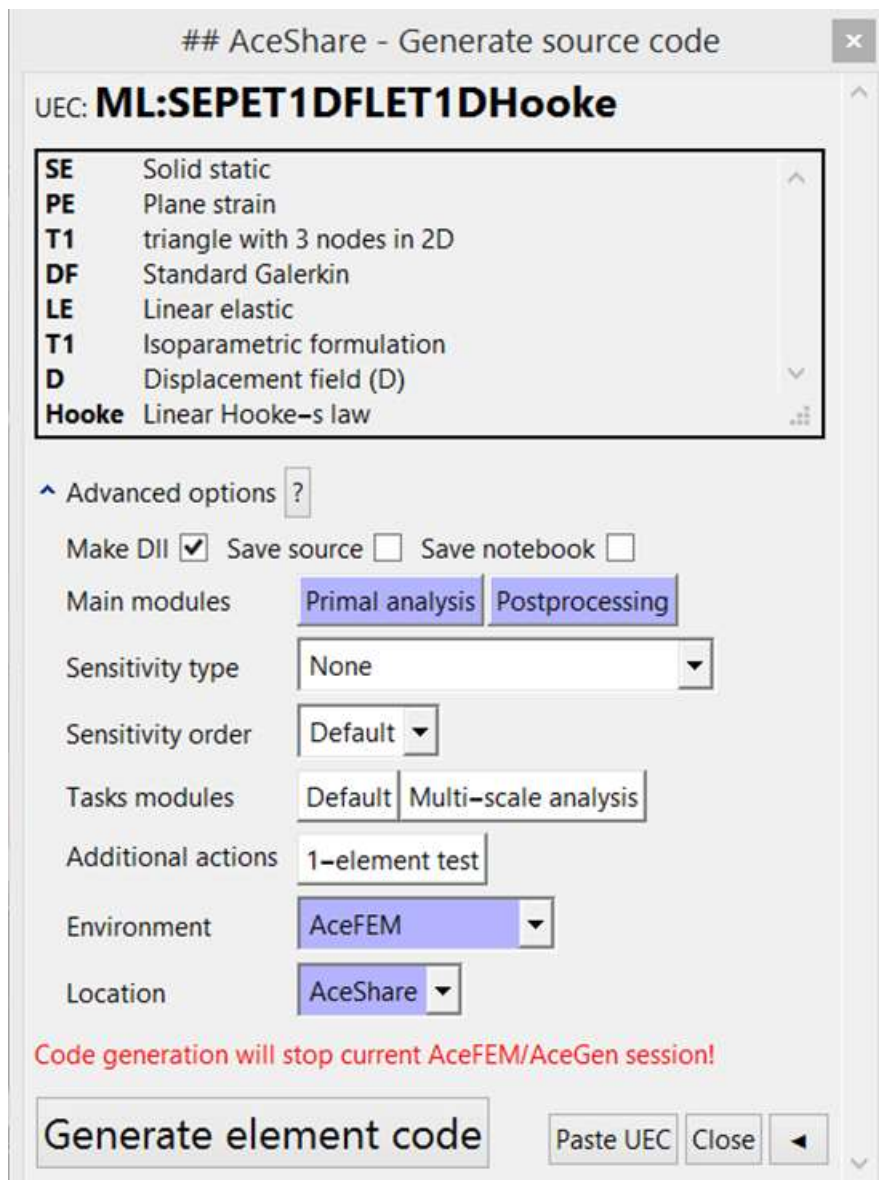 ## AceShare - Generate source code
UEC: ML:SEPET1DFLET1DHooke
SE Solid static
PE Plane strain
T1 triangle with 3 nodes in 2D
DF Standard Galerkin
LE Linear elastic
T1 Isoparametric formulation
D Displacement field (D)
Hooke Linear Hooke–s law
Advanced options ?
Make Dll Save source Save notebook
Main modules Primal analysis Postprocessing
Sensitivity type None
Sensitivity order Default
Tasks modules Default Multi–scale analysis
Additional actions 1–element test
Environment AceFEM
Location AceShare
Code generation will stop current AceFEM/AceGen session!
Generate element code Paste UEC Close